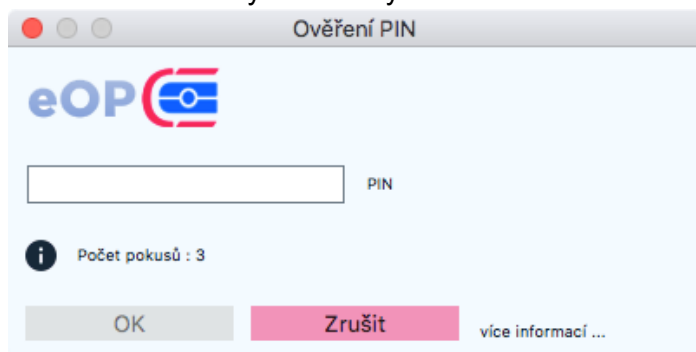 Ověření PIN
eOP
PIN
Počet pokusů : 3
OK
Zrušit
více informací ...